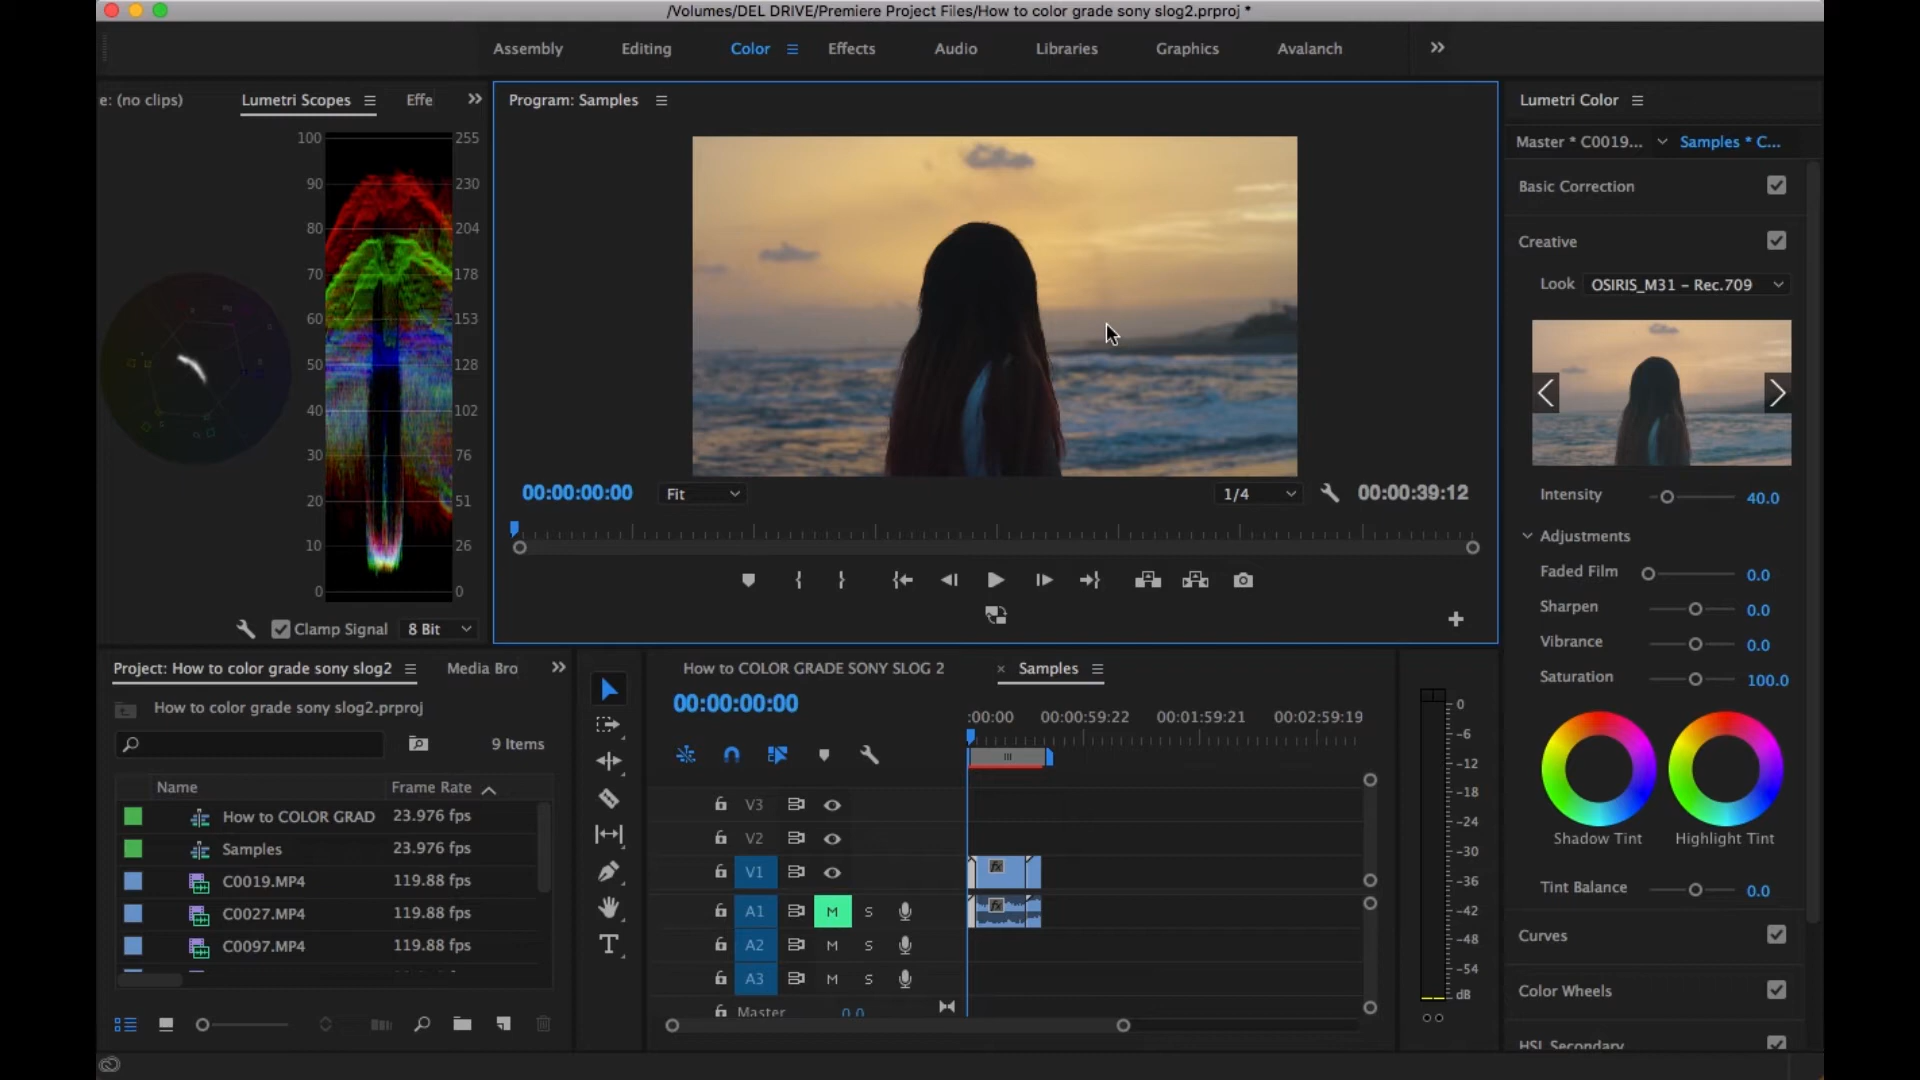 /Volumes/DEL DRIVE/Premiere Project Files/How to color grade sony slog2.prproj *
Assembly
Editing
Color
Effects
Audio
Libraries
Graphics
Avalanch
e: (no clips)
Lumetri Scopes
Effe
100
90
80
70
60
50
40
30
20
10
0
255
230
204
178
153
128
102
76
51
26
0
Clamp Signal
8 Bit
Program: Samples
00:00:00:00
Fit
1/4
00:00:39:12
Lumetri Color
Master * C0019...
Samples * C...
Basic Correction
Creative
Look
OSIRIS_M31 – Rec.709
Intensity
40.0
Adjustments
Faded Film
0.0
Sharpen
0.0
Vibrance
0.0
Saturation
100.0
Shadow Tint
Highlight Tint
Tint Balance
0.0
Curves
Color Wheels
HSL Secondary
Project: How to color grade sony slog2
Media Bro
How to color grade sony slog2.prproj
9 Items
Name
Frame Rate
How to COLOR GRAD
23.976 fps
Samples
23.976 fps
C0019.MP4
119.88 fps
C0027.MP4
119.88 fps
C0097.MP4
119.88 fps
How to COLOR GRADE SONY SLOG 2
× Samples
00:00:00:00
:00:00
00:00:59:22
00:01:59:21
00:02:59:19
V3
V2
V1
fx
A1
M
S
fx
A2
M
S
A3
M
S
Master
0.0
0
-6
-12
-18
-24
-30
-36
-42
-48
-54
dB